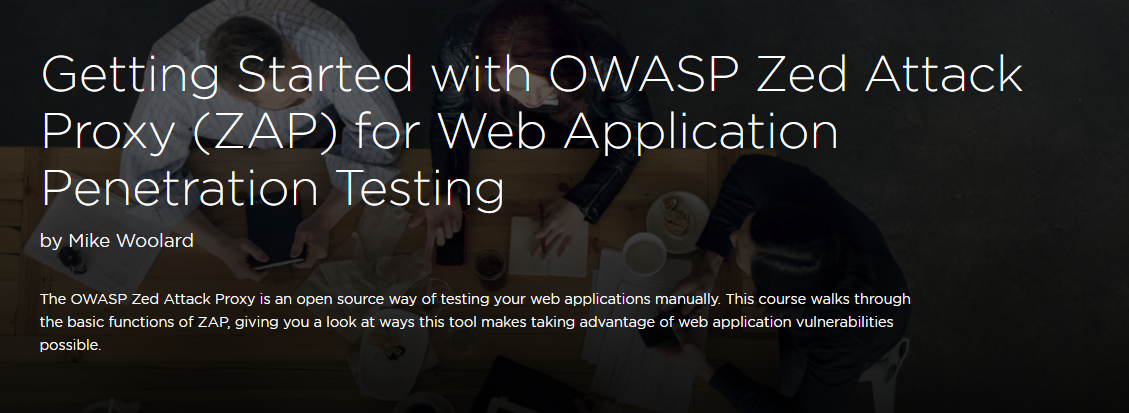 Getting Started with OWASP Zed Attack
Proxy (ZAP) for Web Application
Penetration Testing
by Mike Woolard
The OWASP Zed Attack Proxy is an open source way of testing your web applications manually. This course walks through
the basic functions of ZAP, giving you a look at ways this tool makes taking advantage of web application vulnerabilities
possible.